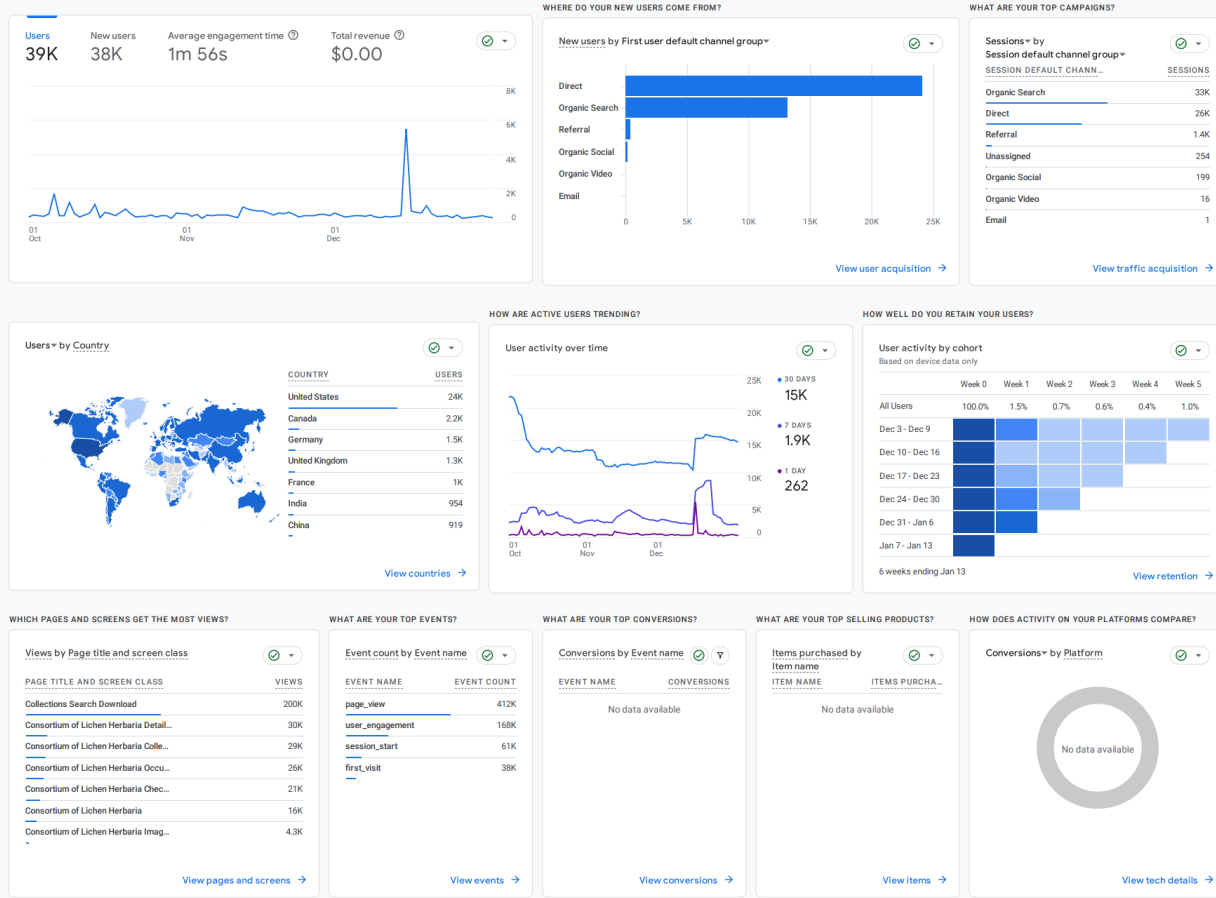 Users
39K
New users
38K
Average engagement time
1m 56s
Total revenue
$0.00
8K
6K
4K
2K
0
01
Oct
01
Nov
01
Dec
WHERE DO YOUR NEW USERS COME FROM?
New users by First user default channel group
Direct
Organic Search
Referral
Organic Social
Organic Video
Email
0
5K
10K
15K
20K
25K
View user acquisition
WHAT ARE YOUR TOP CAMPAIGNS?
Sessions by
Session default channel group
SESSION DEFAULT CHANN... SESSIONS
Organic Search 33K
Direct 26K
Referral 1.4K
Unassigned 254
Organic Social 199
Organic Video 16
Email 1
View traffic acquisition
Users by Country
COUNTRY USERS
United States 24K
Canada 2.2K
Germany 1.5K
United Kingdom 1.3K
France 1K
India 954
China 919
View countries
HOW ARE ACTIVE USERS TRENDING?
User activity over time
25K
20K
15K
10K
5K
0
01
Oct
01
Nov
01
Dec
30 DAYS
15K
7 DAYS
1.9K
1 DAY
262
HOW WELL DO YOU RETAIN YOUR USERS?
User activity by cohort
Based on device data only
Week 0 Week 1 Week 2 Week 3 Week 4 Week 5
All Users 100.0% 1.5% 0.7% 0.6% 0.4% 1.0%
Dec 3 - Dec 9
Dec 10 - Dec 16
Dec 17 - Dec 23
Dec 24 - Dec 30
Dec 31 - Jan 6
Jan 7 - Jan 13
6 weeks ending Jan 13
View retention
WHICH PAGES AND SCREENS GET THE MOST VIEWS?
Views by Page title and screen class
PAGE TITLE AND SCREEN CLASS VIEWS
Collections Search Download 200K
Consortium of Lichen Herbaria Detail... 30K
Consortium of Lichen Herbaria Colle... 29K
Consortium of Lichen Herbaria Occu... 26K
Consortium of Lichen Herbaria Chec... 21K
Consortium of Lichen Herbaria 16K
Consortium of Lichen Herbaria Imag... 4.3K
View pages and screens
WHAT ARE YOUR TOP EVENTS?
Event count by Event name
EVENT NAME EVENT COUNT
page_view 412K
user_engagement 168K
session_start 61K
first_visit 38K
View events
WHAT ARE YOUR TOP CONVERSIONS?
Conversions by Event name
EVENT NAME CONVERSIONS
No data available
View conversions
WHAT ARE YOUR TOP SELLING PRODUCTS?
Items purchased by
Item name
ITEM NAME ITEMS PURCHA...
No data available
View items
HOW DOES ACTIVITY ON YOUR PLATFORMS COMPARE?
Conversions by Platform
No data available
View tech details